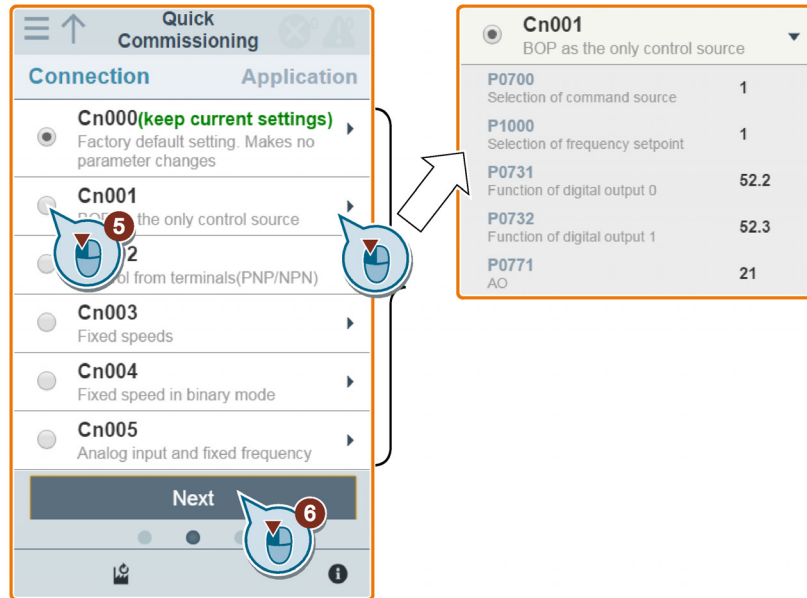 Quick
Commissioning
0
Connection
Application
Cn000(keep current settings)
Factory default setting. Makes no
parameter changes
Cn001
the only control source
5
2
from terminals(PNP/NPN)
Cn003
Fixed speeds
Cn004
Fixed speed in binary mode
Cn005
Analog input and fixed frequency
Next
6
Cn001
BOP as the only control source
P0700
Selection of command source
1
P1000
Selection of frequency setpoint
1
P0731
Function of digital output 0
52.2
P0732
Function of digital output 1
52.3
P0771
AO
21